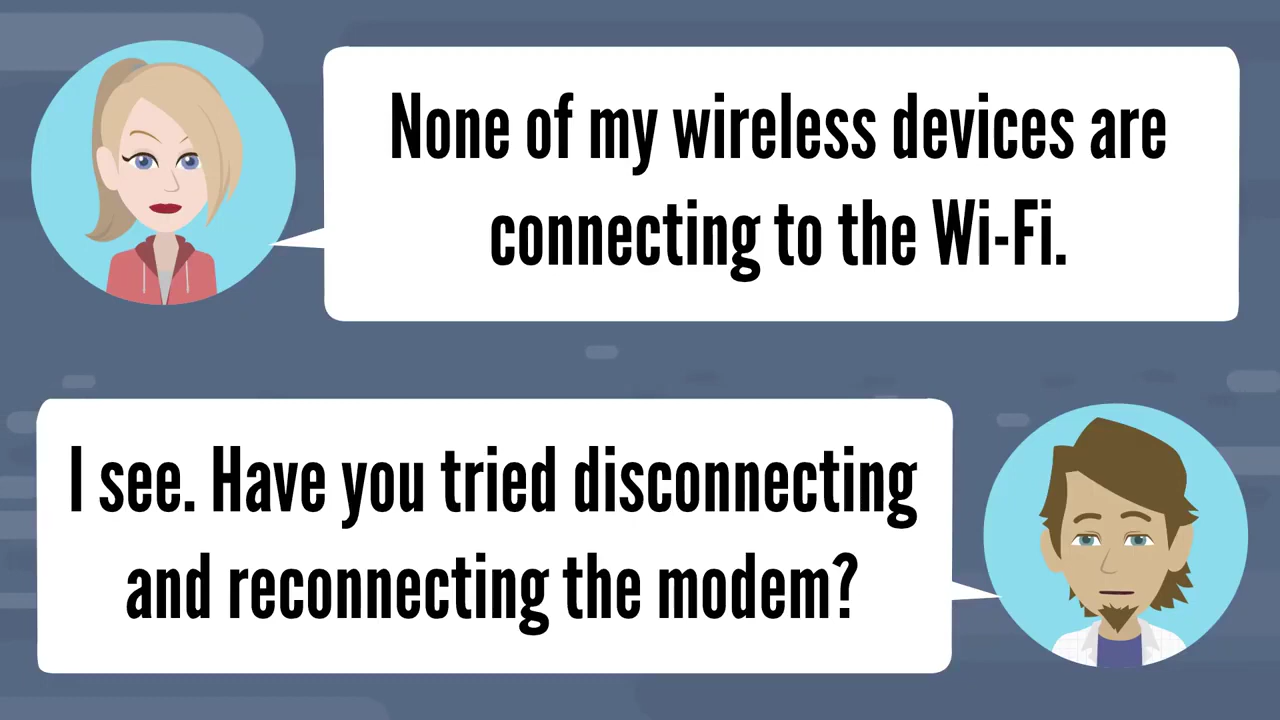 None of my wireless devices are
connecting to the Wi-Fi.
I see. Have you tried disconnecting
and reconnecting the modem?